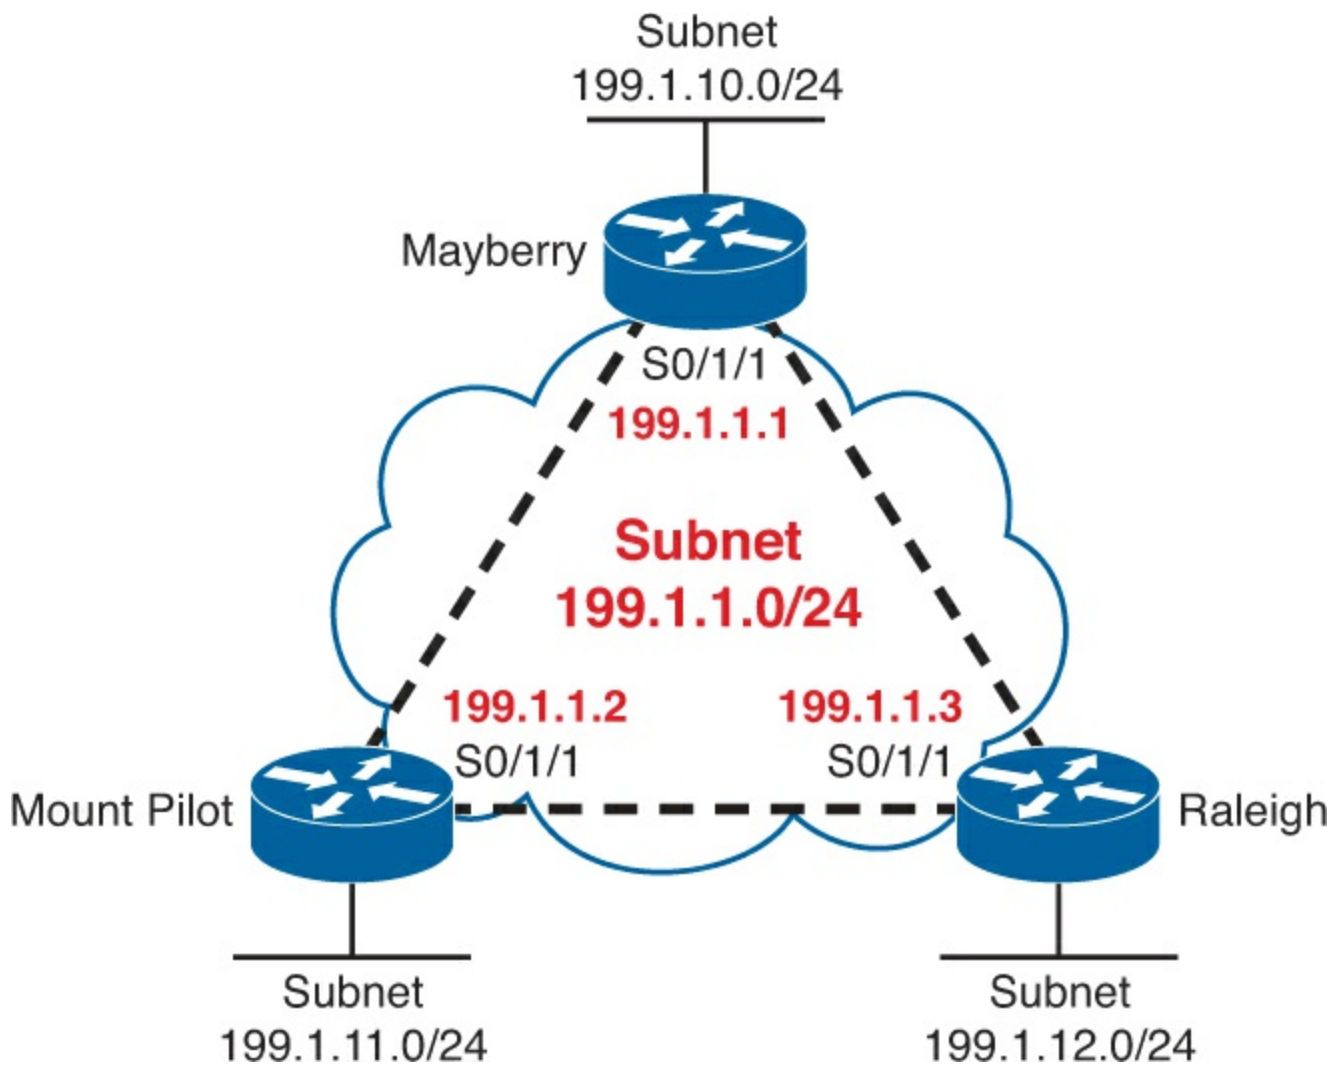 Subnet
199.1.10.0/24
Mayberry
S0/1/1
199.1.1.1
Subnet
199.1.1.0/24
199.1.1.2
S0/1/1
199.1.1.3
S0/1/1
Mount Pilot
Raleigh
Subnet
199.1.11.0/24
Subnet
199.1.12.0/24